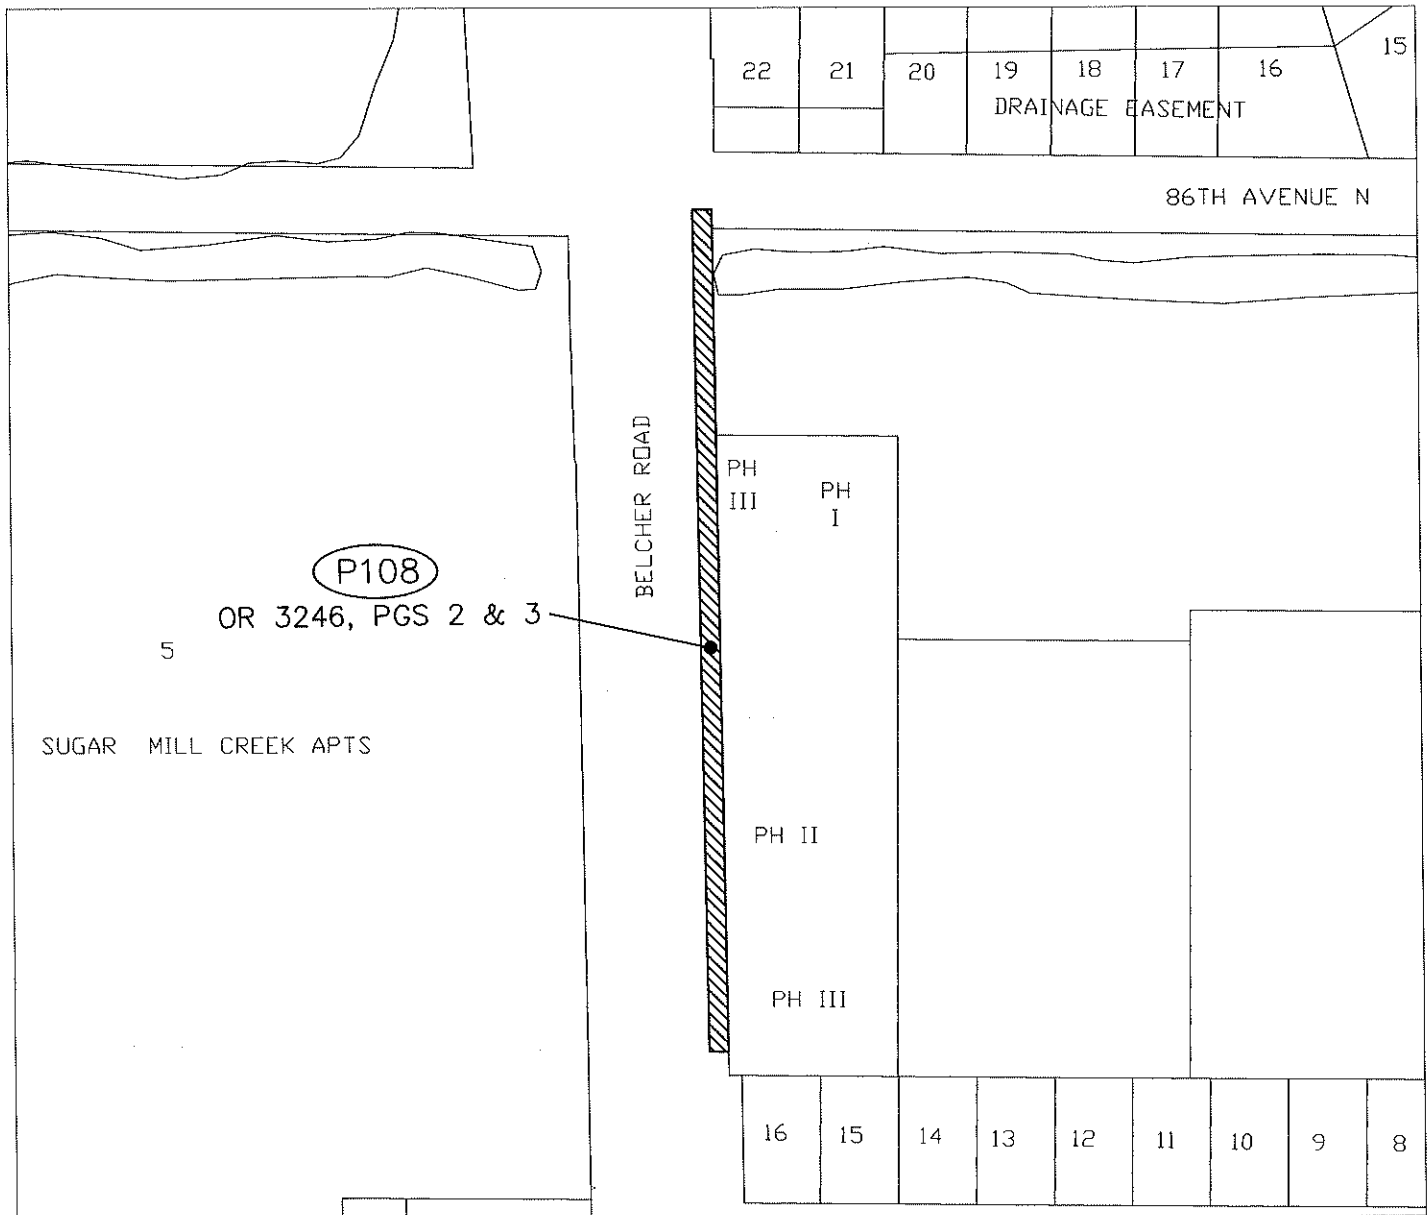 22 21 20 19 18 17 16 15
DRAINAGE EASEMENT
86TH AVENUE N
BELCHER ROAD
PH
III
PH
I
P108
OR 3246, PGS 2 & 3
5
SUGAR MILL CREEK APTS
PH II
PH III
16 15 14 13 12 11 10 9 8